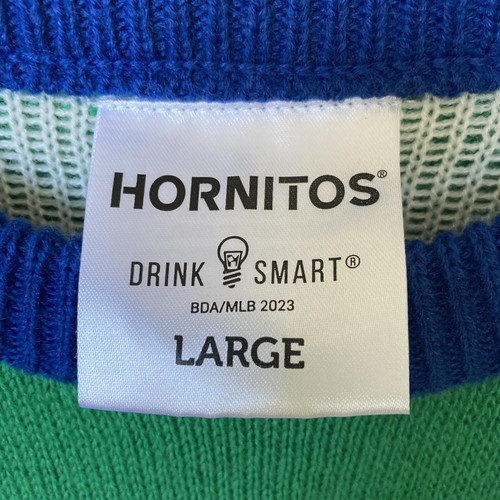 HORNITOS®
DRINK SMART®
BDA/MLB 2023
LARGE